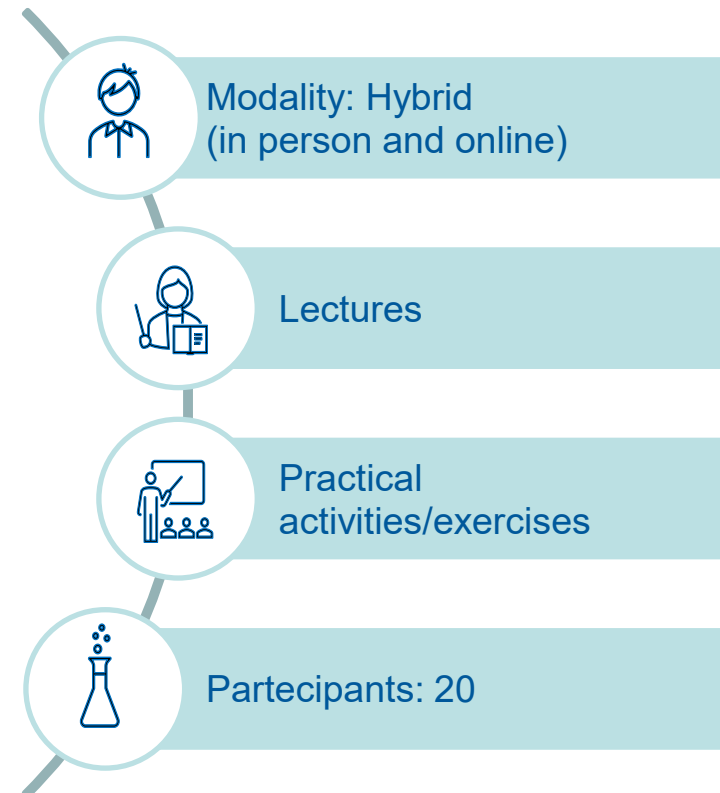 Modality: Hybrid
(in person and online)
Lectures
Practical
activities/exercises
Partecipants: 20